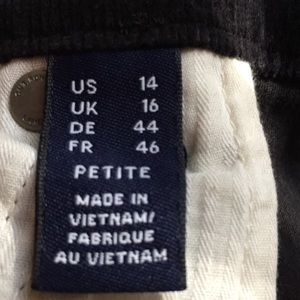 US 14
UK 16
DE 44
FR 46
PETITE
MADE IN
VIETNAM/
FABRIQUE
AU VIETNAM